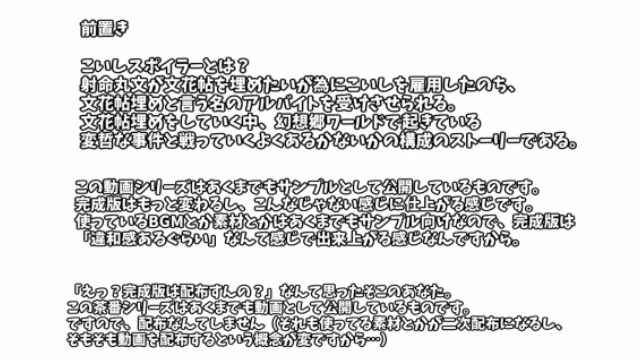 前置き
こいしスポイラーとは？
射命丸文が文花帖を埋めたいが為にこいしを雇用したのち、
文花帖埋めと言う名のアルバイトを受けさせられる。
文花帖埋めをしていく中、幻想郷ワールドで起きている
変哲な事件と戦っていくよくあるかないかの構成のストーリーである。
この動画シリーズはあくまでもサンプルとして公開しているものです。
完成版はもっと変わるし、こんなじゃない感じに仕上がる感じです。
使っているBGMとか素材とかはあくまでもサンプル向けなので、完成版は
「違和感あるぐらい」なんて感じで出来上がる感じなんですから。
「えっ？完成版は配布すんの？」なんて思ったそこのあなた。
この茶番シリーズはあくまでも動画として公開しているものです。
ですので、配布なんてしません（それも使ってる素材とかが二次配布になるし、
そもそも動画を配布するという概念が変ですから…）